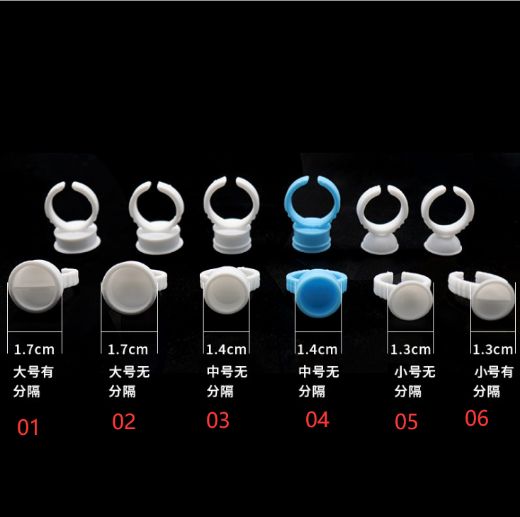 1.7cm 1.7cm 1.4cm 1.4cm 1.3cm 1.3cm
大号有 大号无 中号无 中号无 小号无 小号有
分隔 分隔 分隔 分隔 分隔 分隔
01 02 03 04 05 06